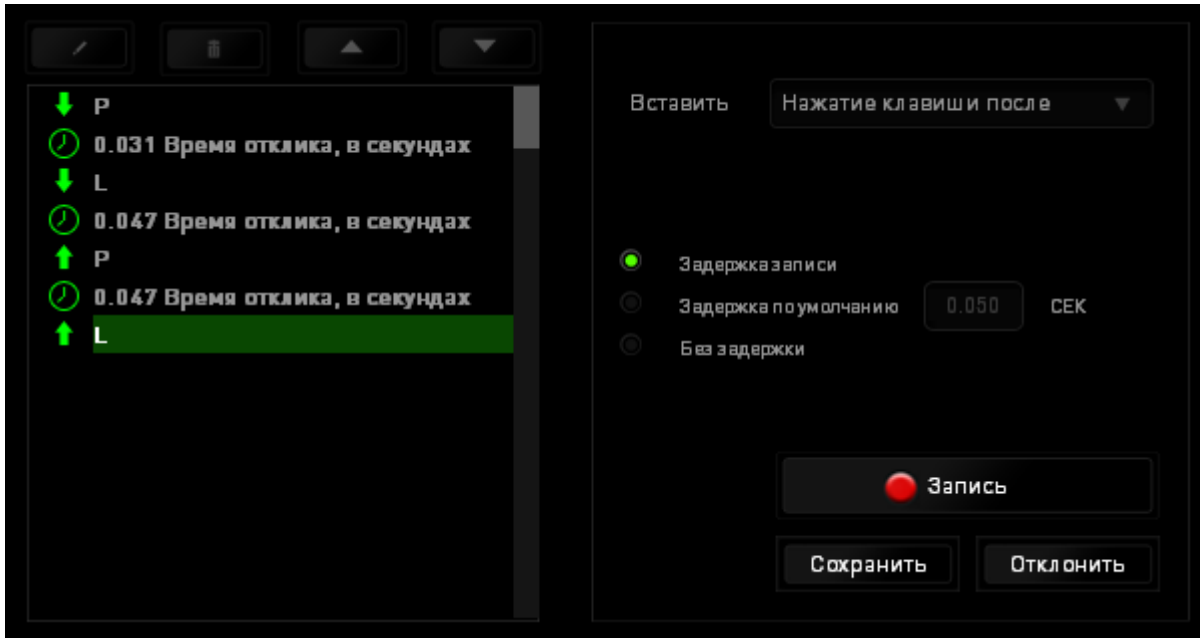 P
0.031 Время отклика, в секундах
L
0.047 Время отклика, в секундах
P
0.047 Время отклика, в секундах
L
Вставить Нажатие клавиши после
Задержка записи
Задержка по умолчанию 0.050 СЕК
Без задержки
Запись
Сохранить Отклонить